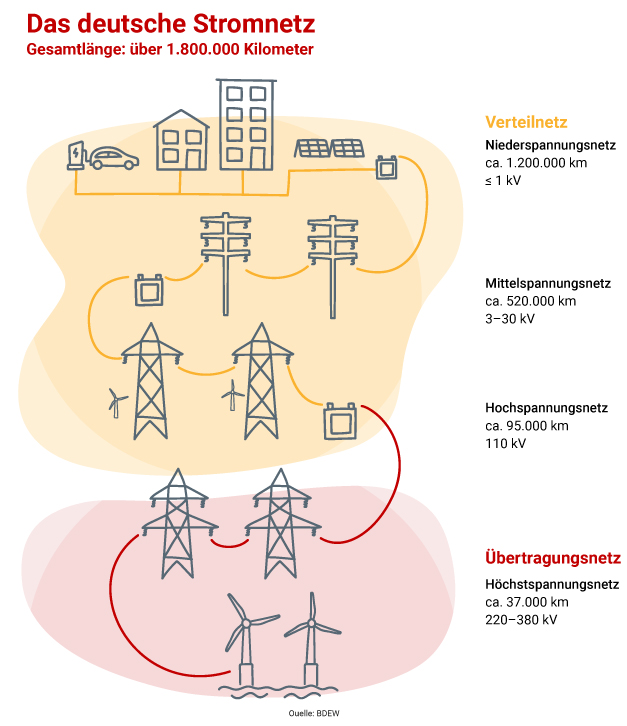 Das deutsche Stromnetz
Gesamtlänge: über 1.800.000 Kilometer
Verteilnetz
Niederspannungsnetz
ca. 1.200.000 km
≤ 1 kV
Mittelspannungsnetz
ca. 520.000 km
3–30 kV
Hochspannungsnetz
ca. 95.000 km
110 kV
Übertragungsnetz
Höchstspannungsnetz
ca. 37.000 km
220–380 kV
Quelle: BDEW